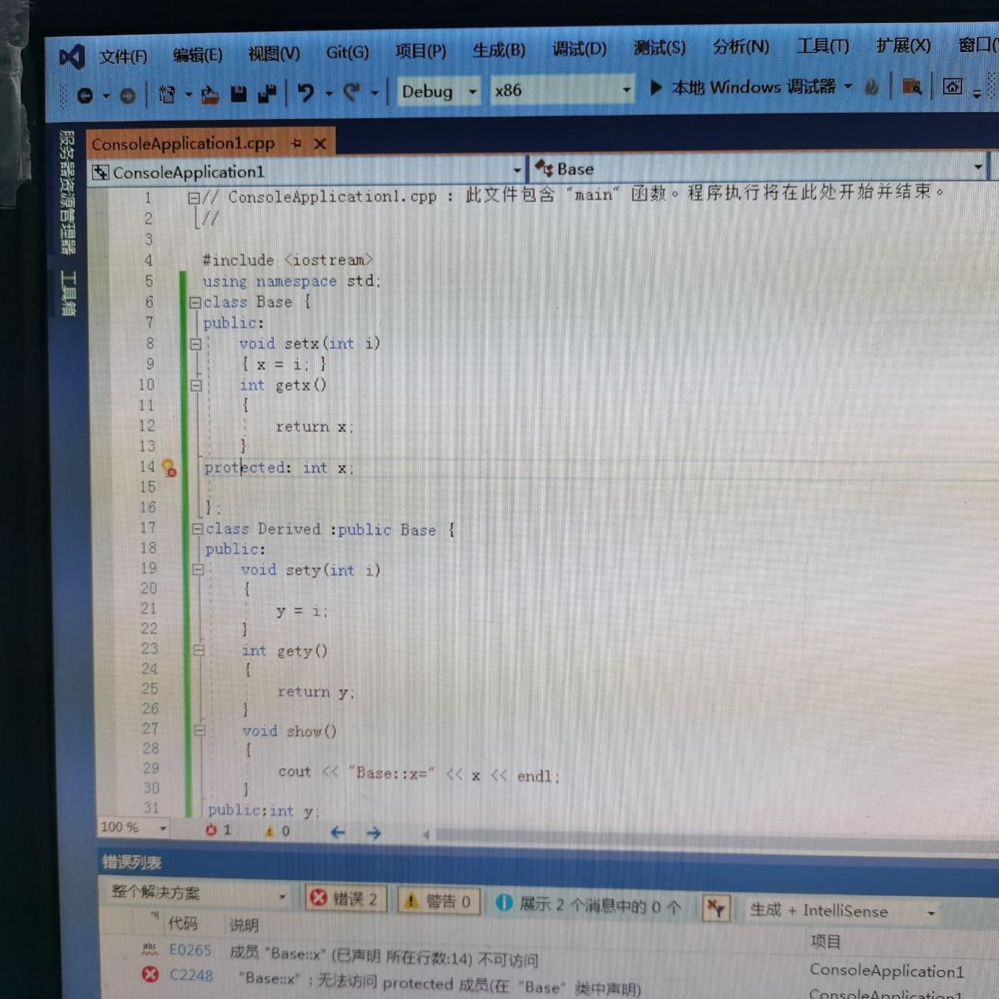 文件(F) 编辑(E) 视图(V) Git(G) 项目(P) 生成(B) 调试(D) 测试(S) 分析(N) 工具(T) 扩展(X) 窗口(
Debug x86 本地 Windows 调试器
服务器资源管理器 工具箱
ConsoleApplication1.cpp
ConsoleApplication1 Base
1 // ConsoleApplication1.cpp : 此文件包含 "main" 函数。程序执行将在此处开始并结束。
2 //
3
4 #include <iostream>
5 using namespace std;
6 class Base {
7 public:
8 void setx(int i)
9 { x = i; }
10 int getx()
11 {
12 return x;
13 }
14 protected: int x;
15
16 };
17 class Derived :public Base {
18 public:
19 void sety(int i)
20 {
21 y = i;
22 }
23 int gety()
24 {
25 return y;
26 }
27 void show()
28 {
29 cout << "Base::x=" << x << endl;
30 }
31 public:int y;
100 % 1 0
错误列表
整个解决方案 错误 2 警告 0 展示 2 个消息中的 0 个 生成 + IntelliSense
代码 说明 项目
abc E0265 成员 "Base::x" (已声明 所在行数:14) 不可访问 ConsoleApplication1
C2248 "Base::x": 无法访问 protected 成员(在 "Base" 类中声明) ConsoleApplication1